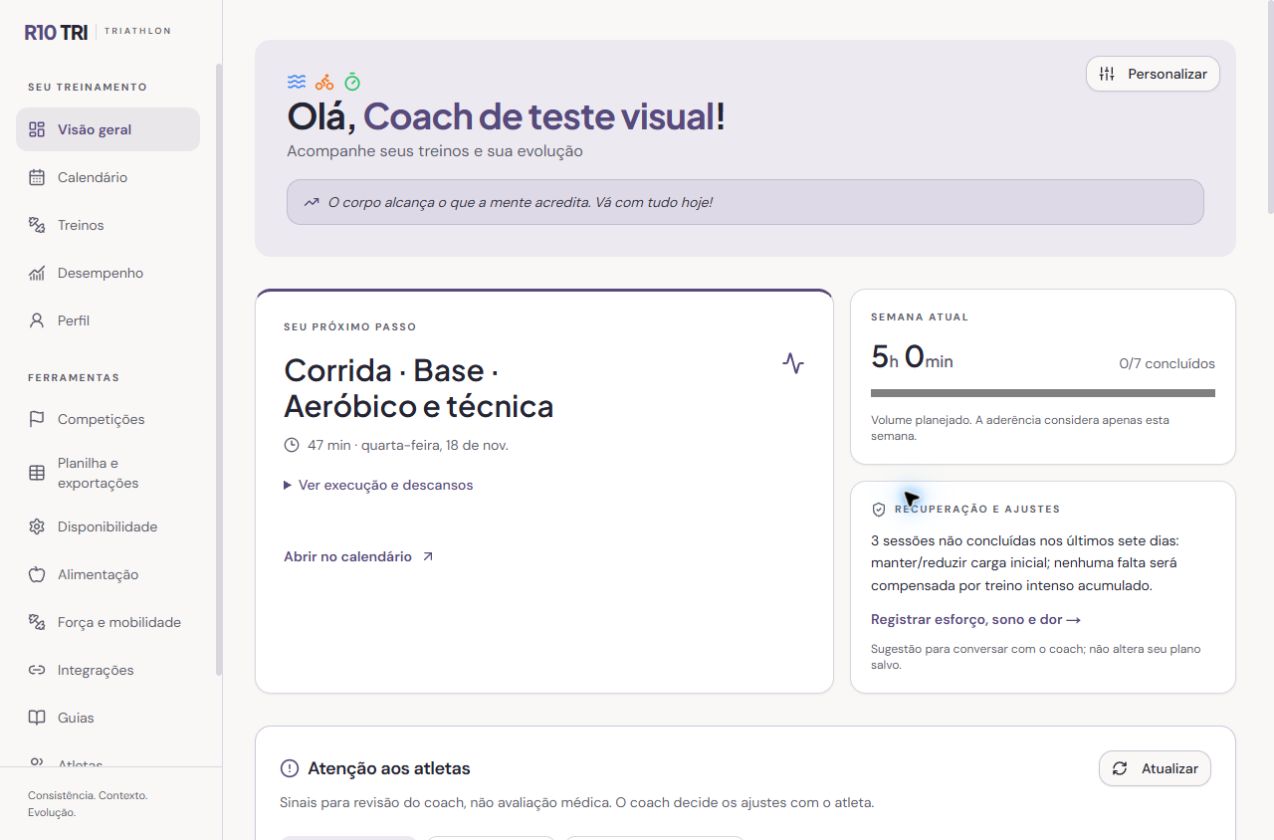 R10 TRI TRIATHLON
SEU TREINAMENTO
Visão geral
Calendário
Treinos
Desempenho
Perfil
FERRAMENTAS
Competições
Planilha e
exportações
Disponibilidade
Alimentação
Força e mobilidade
Integrações
Guias
Atletas
Consistência. Contexto.
Evolução.
Personalizar
Olá, Coach de teste visual!
Acompanhe seus treinos e sua evolução
O corpo alcança o que a mente acredita. Vá com tudo hoje!
SEU PRÓXIMO PASSO
Corrida · Base ·
Aeróbico e técnica
47 min · quarta-feira, 18 de nov.
Ver execução e descansos
Abrir no calendário
SEMANA ATUAL
5h 0min
0/7 concluídos
Volume planejado. A aderência considera apenas esta
semana.
RECUPERAÇÃO E AJUSTES
3 sessões não concluídas nos últimos sete dias:
manter/reduzir carga inicial; nenhuma falta será
compensada por treino intenso acumulado.
Registrar esforço, sono e dor →
Sugestão para conversar com o coach; não altera seu plano
salvo.
Atenção aos atletas
Atualizar
Sinais para revisão do coach, não avaliação médica. O coach decide os ajustes com o atleta.